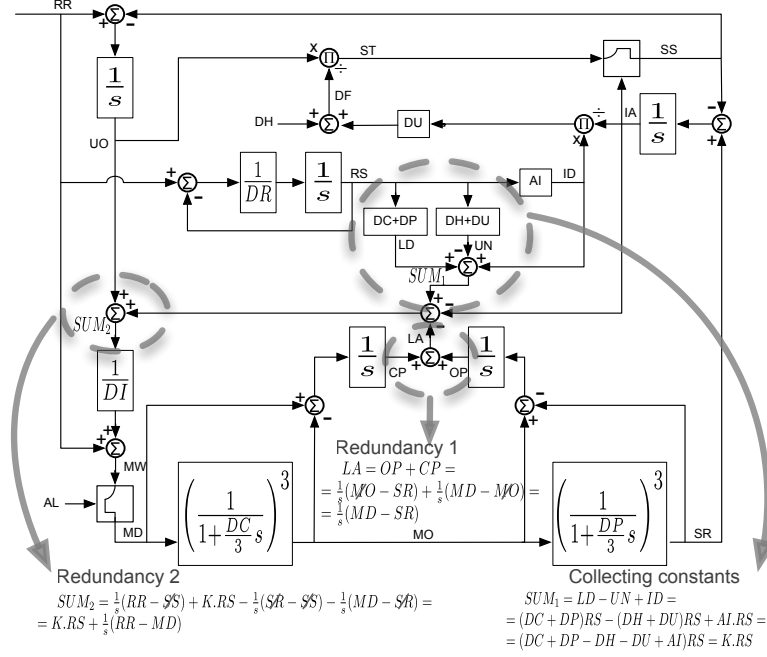 RR
+
-
Σ
1/s
UO
x
Π
÷
ST
SS
DF
DH
+
Σ
+
DU
Π
÷
x
IA
1/s
-
Σ
+
+
Σ
-
1/DR
1/s
RS
AI
ID
DC+DP
DH+DU
LD
UN
-
+
Σ
+
SUM₁
+
+
Σ
+
SUM₂
+
Σ
-
-
LA
1/DI
1/s
CP
+
Σ
+
OP
1/s
+
Σ
-
-
Σ
+
+
+
Σ
MW
AL
MD
(1/(1+DC/3 s))³
MO
(1/(1+DP/3 s))³
SR
Redundancy 1
LA = OP + CP =
= 1/s(MO − SR) + 1/s(MD − MO) =
= 1/s(MD − SR)
Redundancy 2
SUM₂ = 1/s(RR − SS) + K.RS − 1/s(SR − SS) − 1/s(MD − SR) =
= K.RS + 1/s(RR − MD)
Collecting constants
SUM₁ = LD − UN + ID =
= (DC + DP)RS − (DH + DU)RS + AI.RS =
= (DC + DP − DH − DU + AI)RS = K.RS